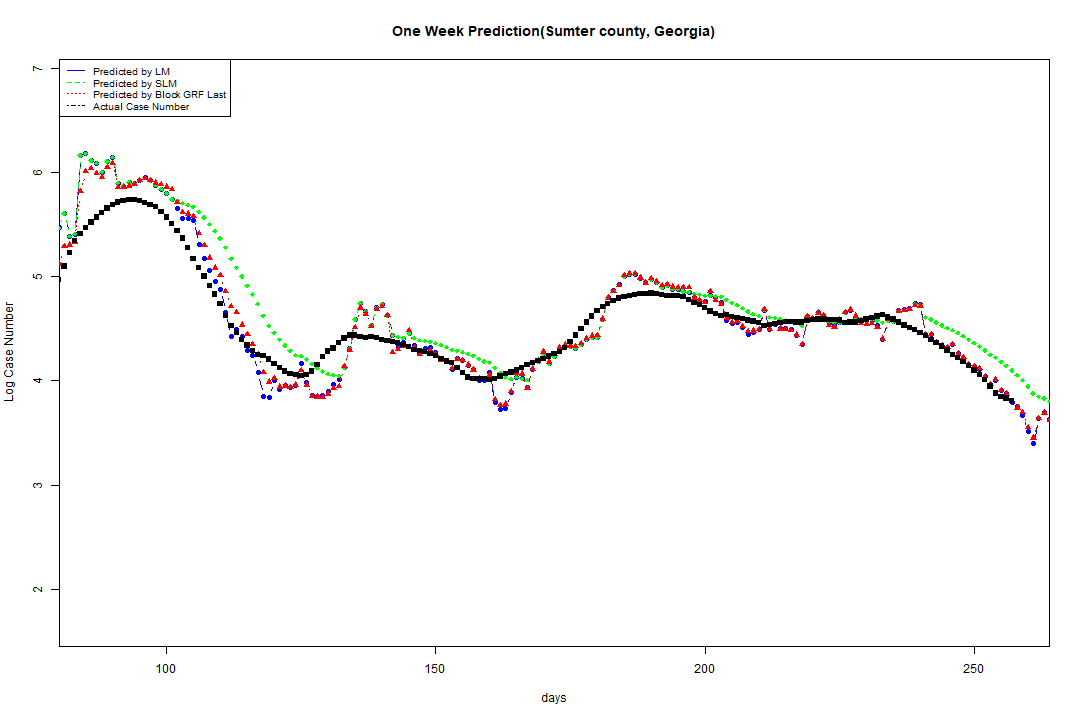 One Week Prediction(Sumter county, Georgia)
Predicted by LM
Predicted by SLM
Predicted by Block GRF Last
Actual Case Number
7
6
5
4
3
2
Log Case Number
100 150 200 250
days